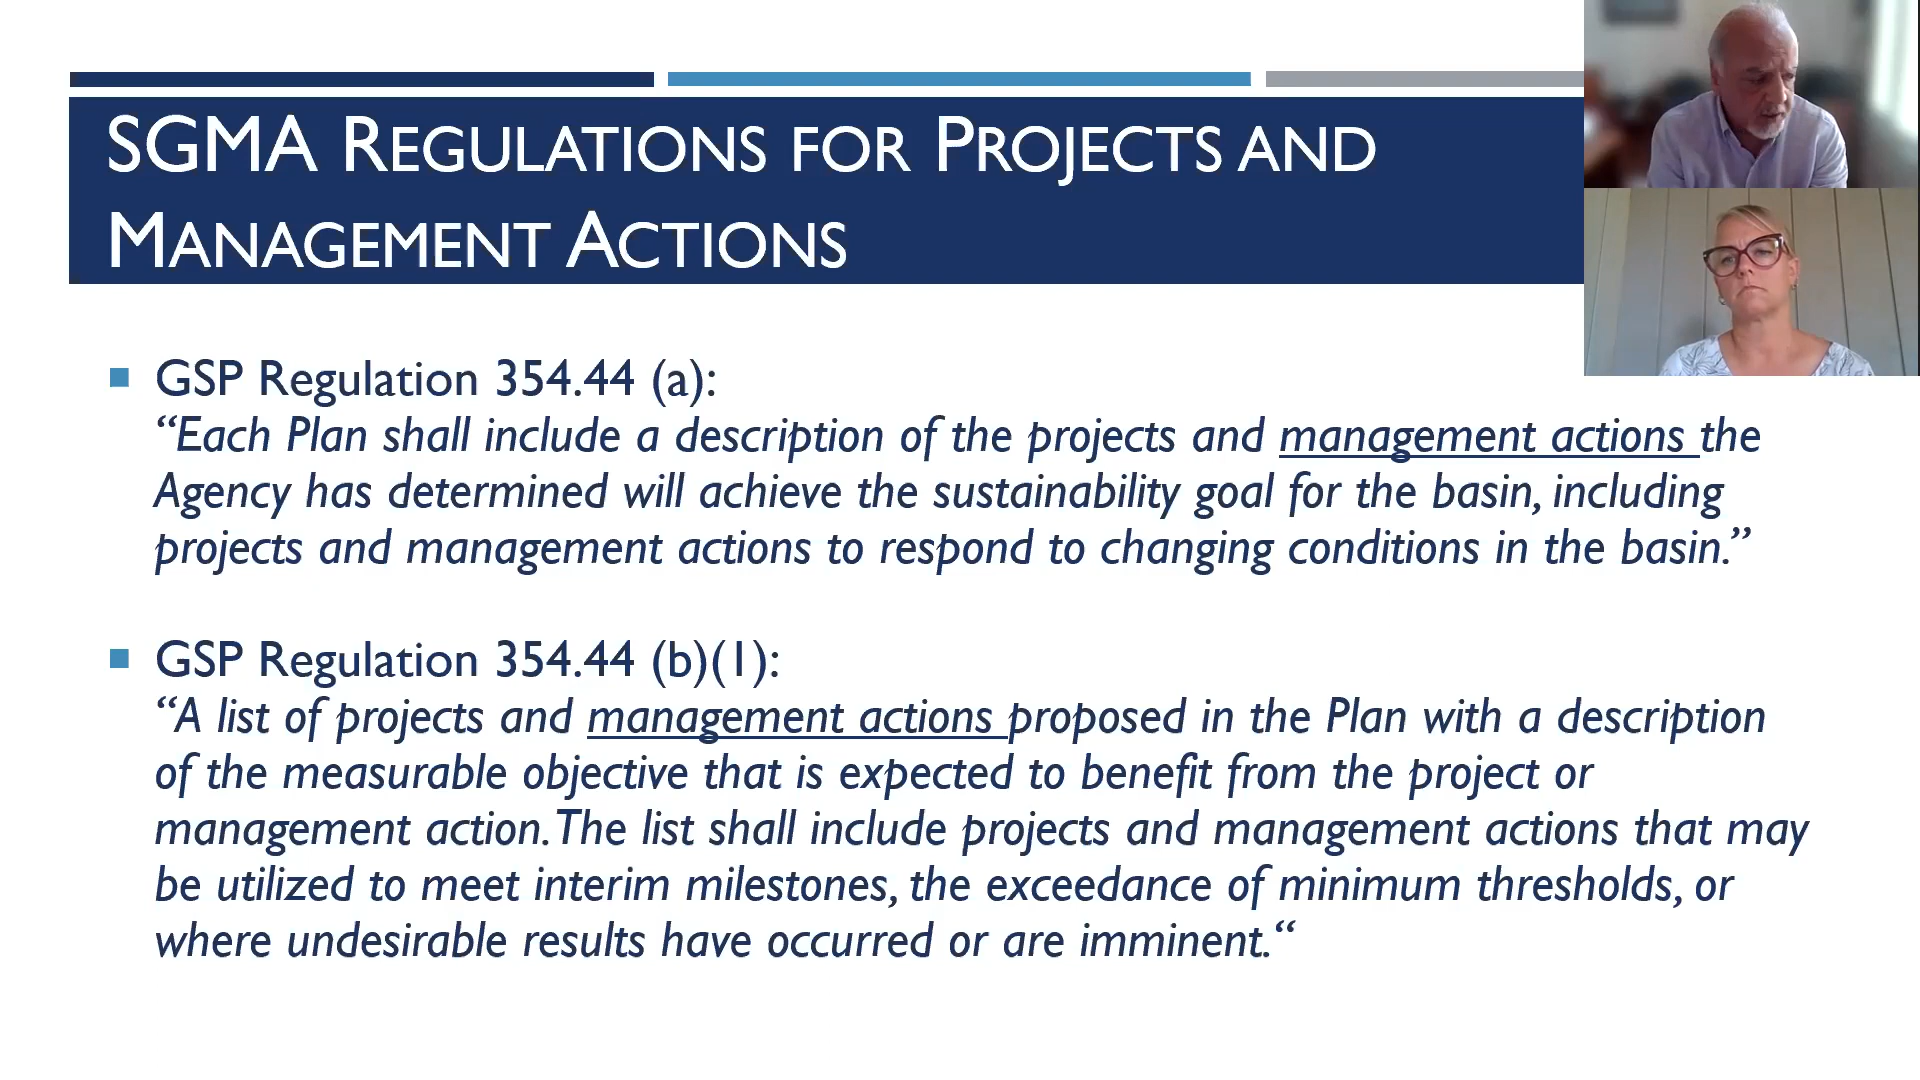 SGMA REGULATIONS FOR PROJECTS AND
MANAGEMENT ACTIONS
GSP Regulation 354.44 (a):
“Each Plan shall include a description of the projects and management actions the
Agency has determined will achieve the sustainability goal for the basin, including
projects and management actions to respond to changing conditions in the basin.”
GSP Regulation 354.44 (b)(1):
“A list of projects and management actions proposed in the Plan with a description
of the measurable objective that is expected to benefit from the project or
management action. The list shall include projects and management actions that may
be utilized to meet interim milestones, the exceedance of minimum thresholds, or
where undesirable results have occurred or are imminent.“